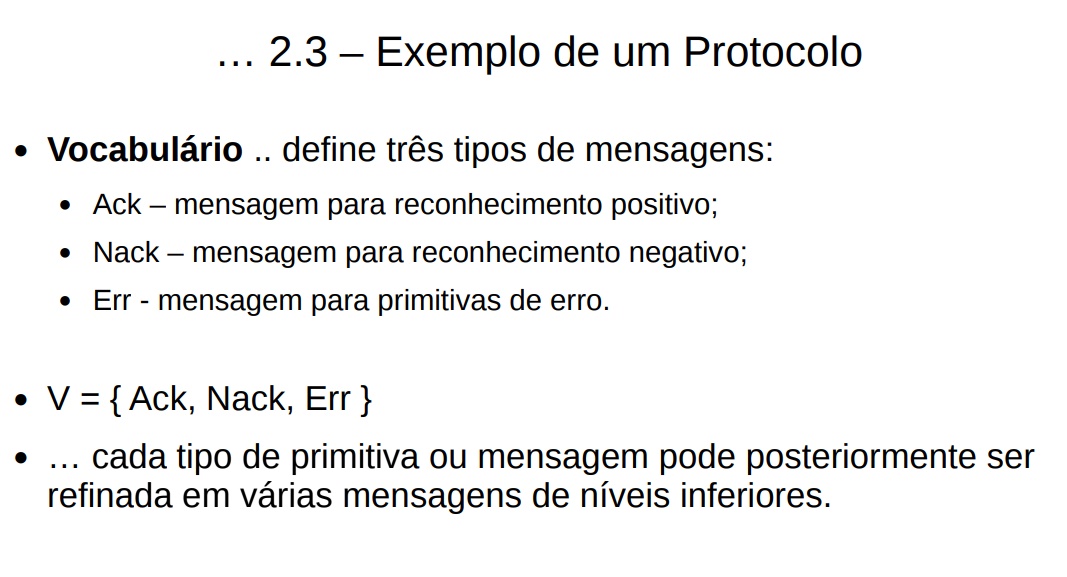 … 2.3 – Exemplo de um Protocolo
• Vocabulário .. define três tipos de mensagens:
• Ack – mensagem para reconhecimento positivo;
• Nack – mensagem para reconhecimento negativo;
• Err - mensagem para primitivas de erro.
• V = { Ack, Nack, Err }
• … cada tipo de primitiva ou mensagem pode posteriormente ser
refinada em várias mensagens de níveis inferiores.